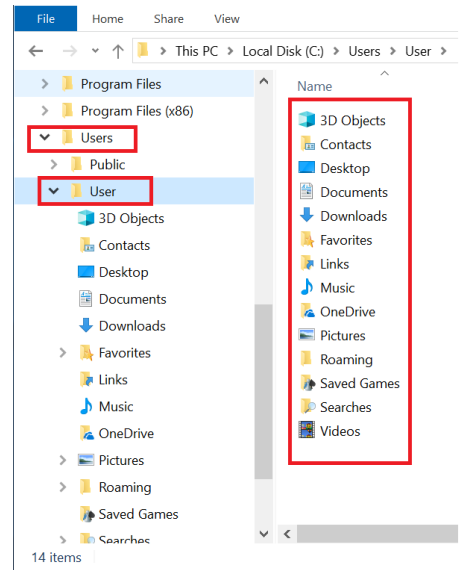 File Home Share View
This PC > Local Disk (C:) > Users > User >
Program Files
Program Files (x86)
Users
Public
User
3D Objects
Contacts
Desktop
Documents
Downloads
Favorites
Links
Music
OneDrive
Pictures
Roaming
Saved Games
Searches
Name
3D Objects
Contacts
Desktop
Documents
Downloads
Favorites
Links
Music
OneDrive
Pictures
Roaming
Saved Games
Searches
Videos
14 items